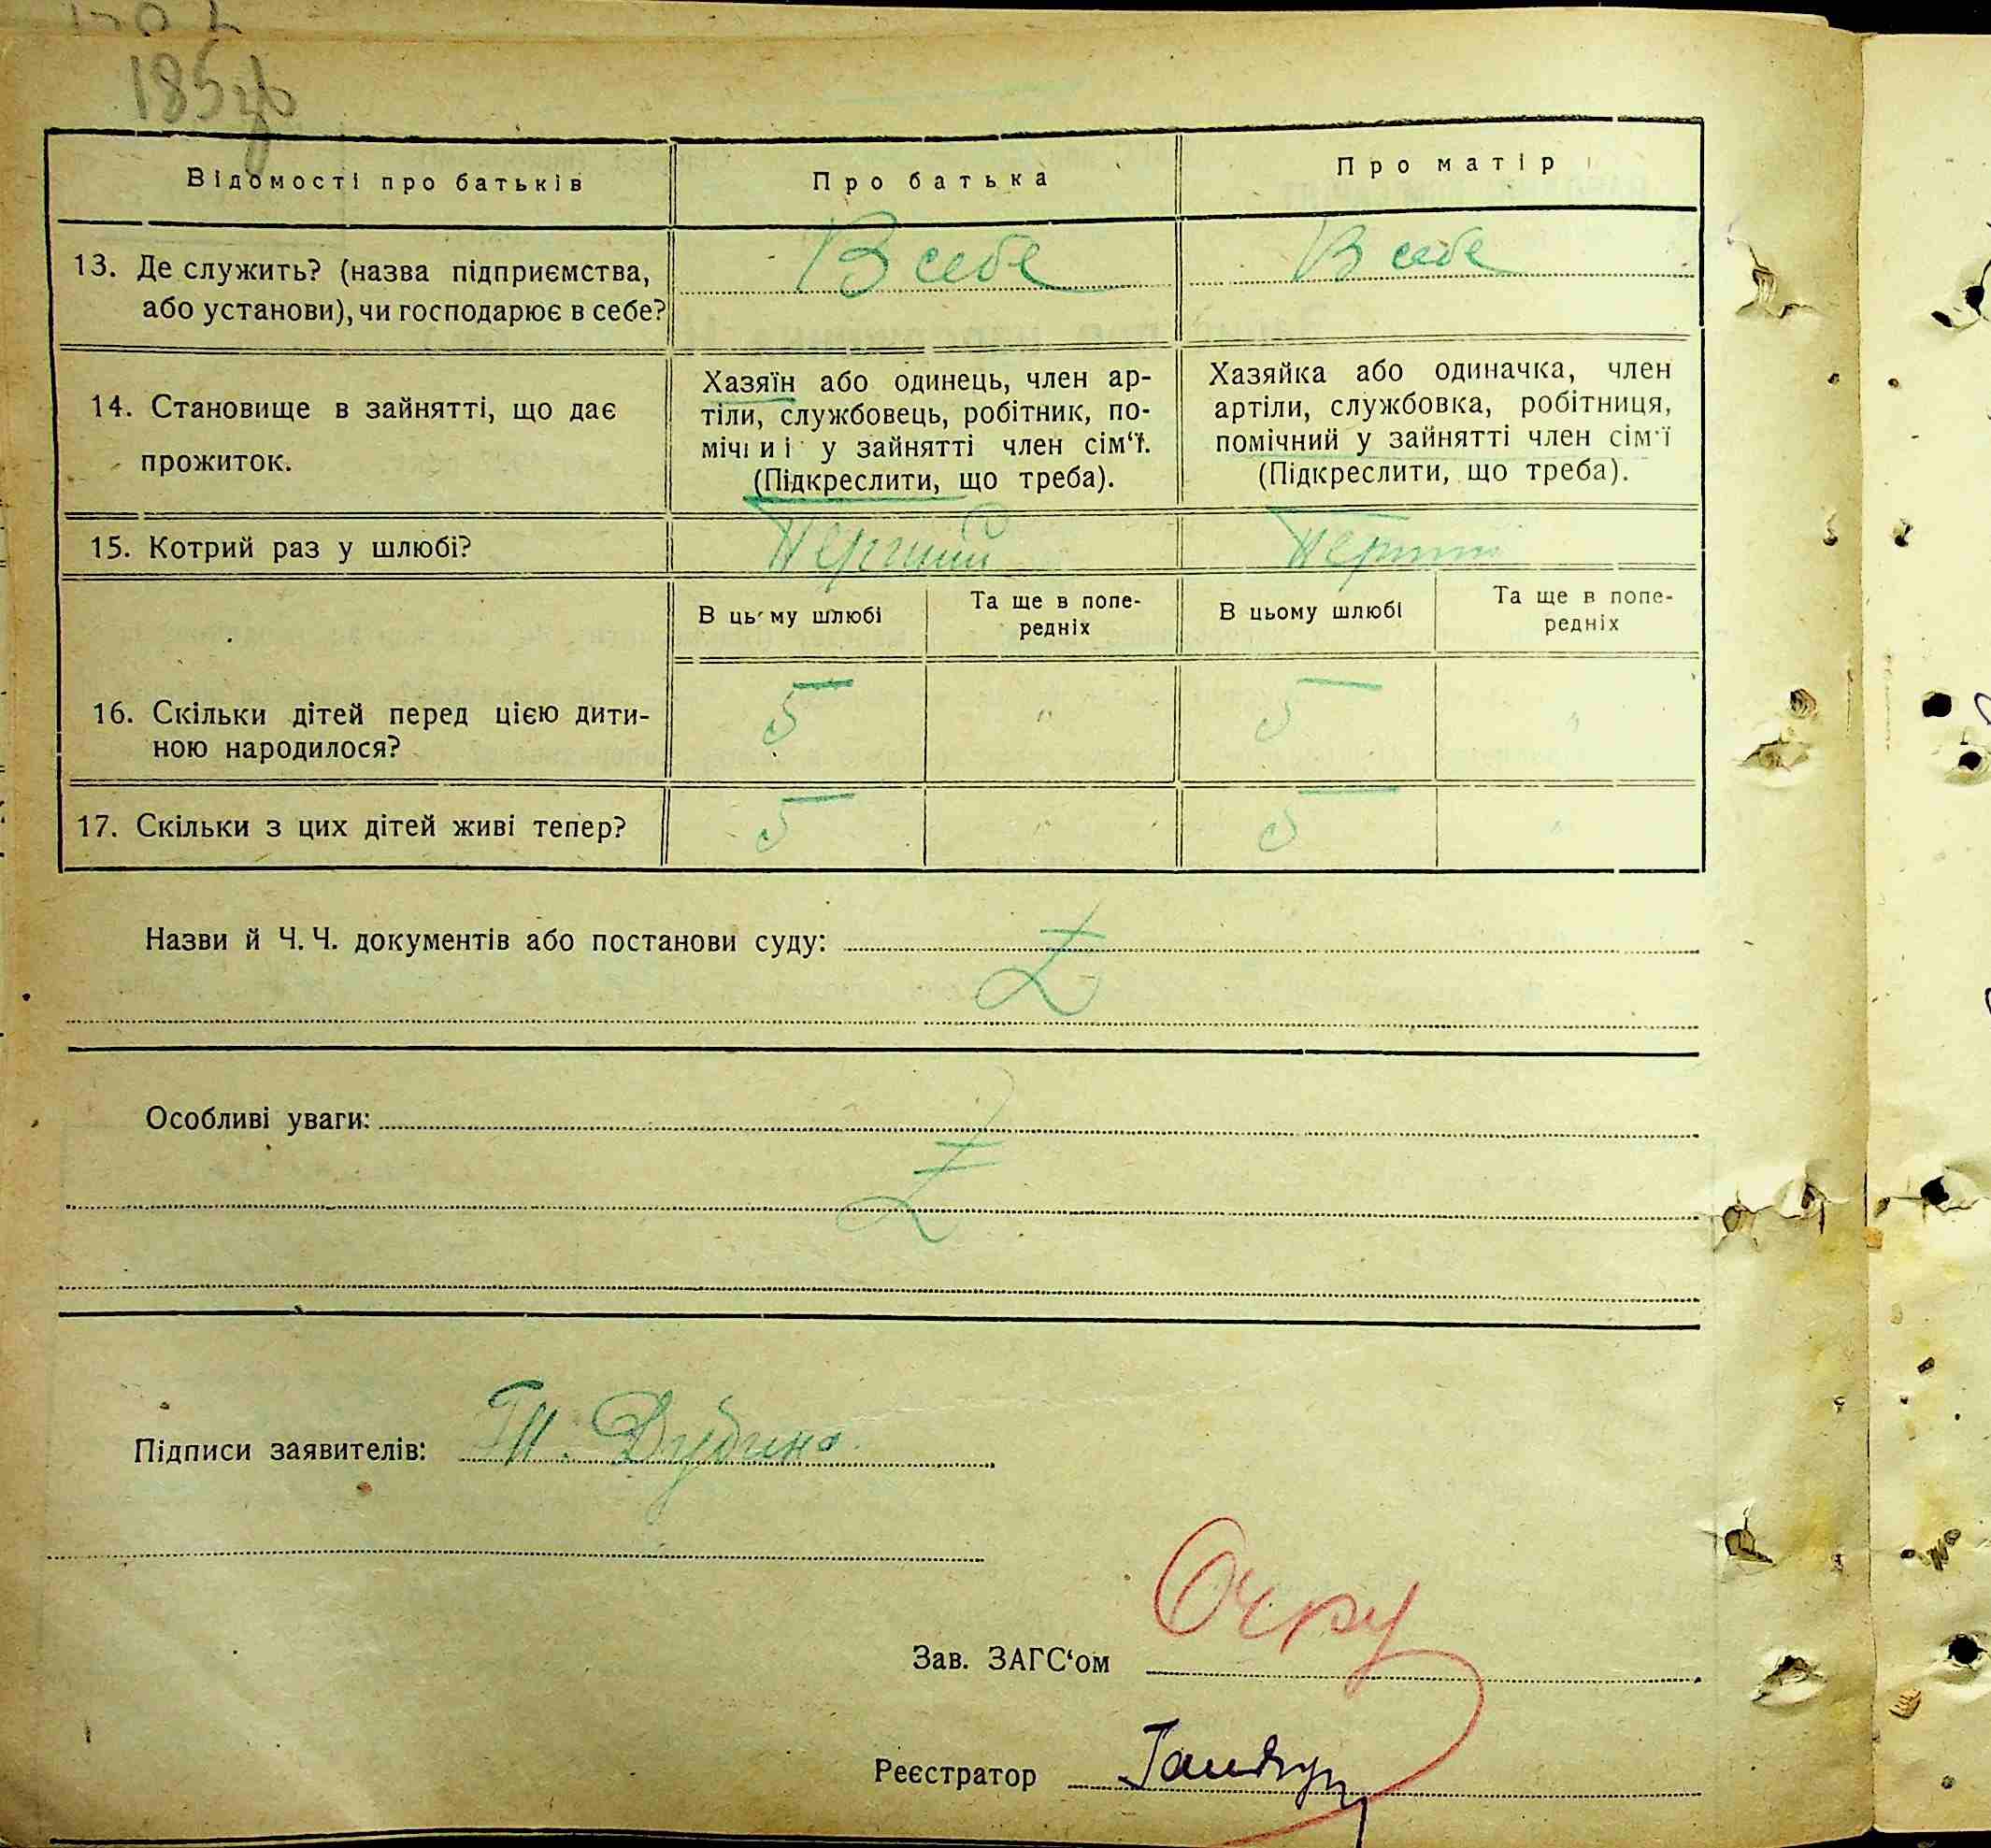 185зв
Відомості про батьків
Про батька
Про матір
13. Де служить? (назва підприємства,
або установи), чи господарює в себе?
В себе
В себе
14. Становище в зайнятті, що дає
прожиток.
Хазяїн або одинець, член ар-
тіли, службовець, робітник, по-
мічний у зайнятті член сім‘ї.
(Підкреслити, що треба).
Хазяйка або одиначка, член
артіли, службовка, робітниця,
помічний у зайнятті член сім‘ї
(Підкреслити, що треба).
15. Котрий раз у шлюбі?
Перший
Перший
В цьому шлюбі
Та ще в попе-
редніх
В цьому шлюбі
Та ще в попе-
редніх
16. Скільки дітей перед цією дити-
ною народилося?
5 " 5 "
17. Скільки з цих дітей живі тепер?
5 " 5 "
Назви й Ч. Ч. документів або постанови суду:
Z
Особливі уваги:
Z
Підписи заявителів: Т. Дубина
Зав. ЗАГС‘ом
Реєстратор